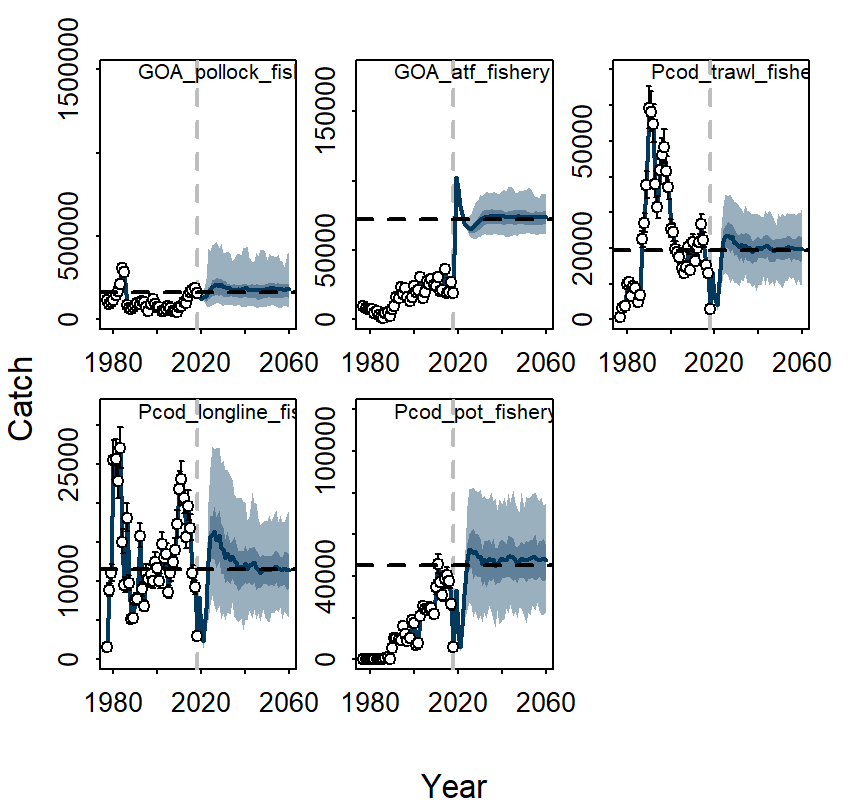 GOA_pollock_fis
GOA_atf_fishery
Pcod_trawl_fishe
1500000
500000
0
150000
50000
0
50000
20000
0
1980 2020 2060
1980 2020 2060
1980 2020 2060
Catch
Pcod_longline_fis
Pcod_pot_fishery
25000
10000
0
100000
40000
0
1980 2020 2060
1980 2020 2060
Year